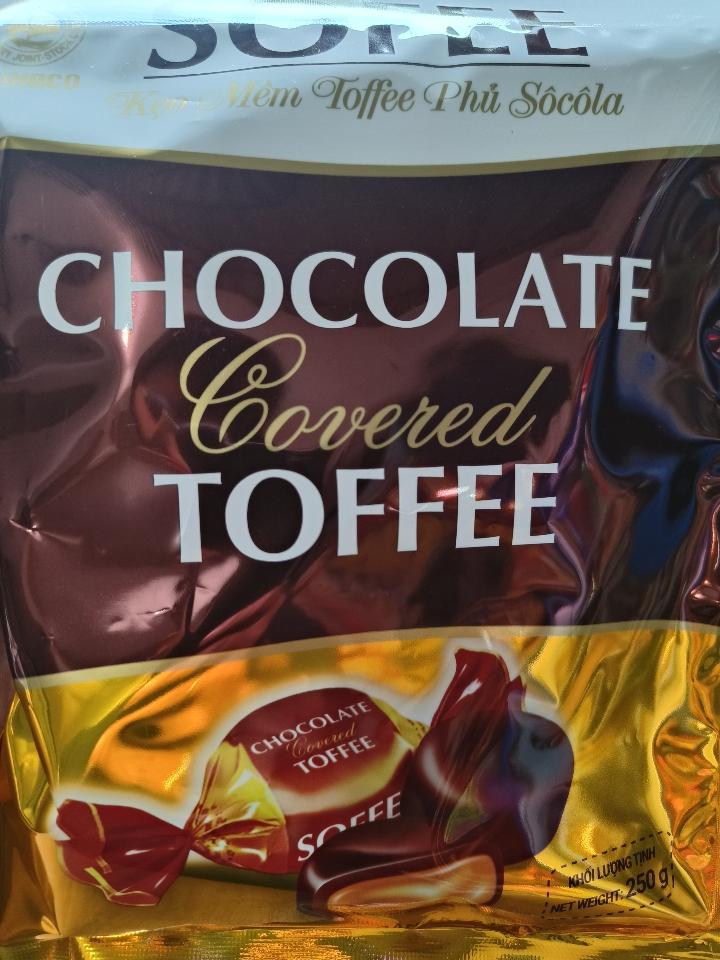 SOFEE
Kẹo Mềm Toffee Phủ Sôcôla
CHOCOLATE
Covered
TOFFEE
CHOCOLATE
Covered
TOFFEE
SOFEE
KHỐI LƯỢNG TỊNH
NET WEIGHT: 250 g